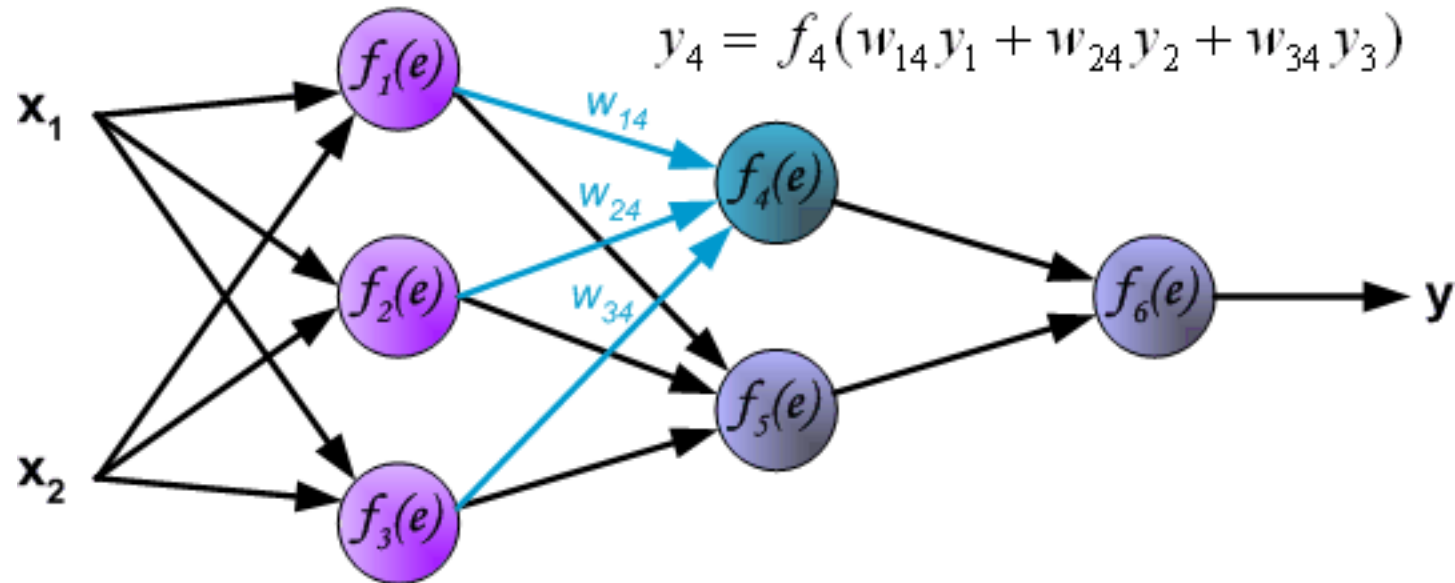 y₄ = f₄(w₁₄y₁ + w₂₄y₂ + w₃₄y₃)
x₁
x₂
f₁(e)
f₂(e)
f₃(e)
w₁₄
w₂₄
w₃₄
f₄(e)
f₅(e)
f₆(e)
y